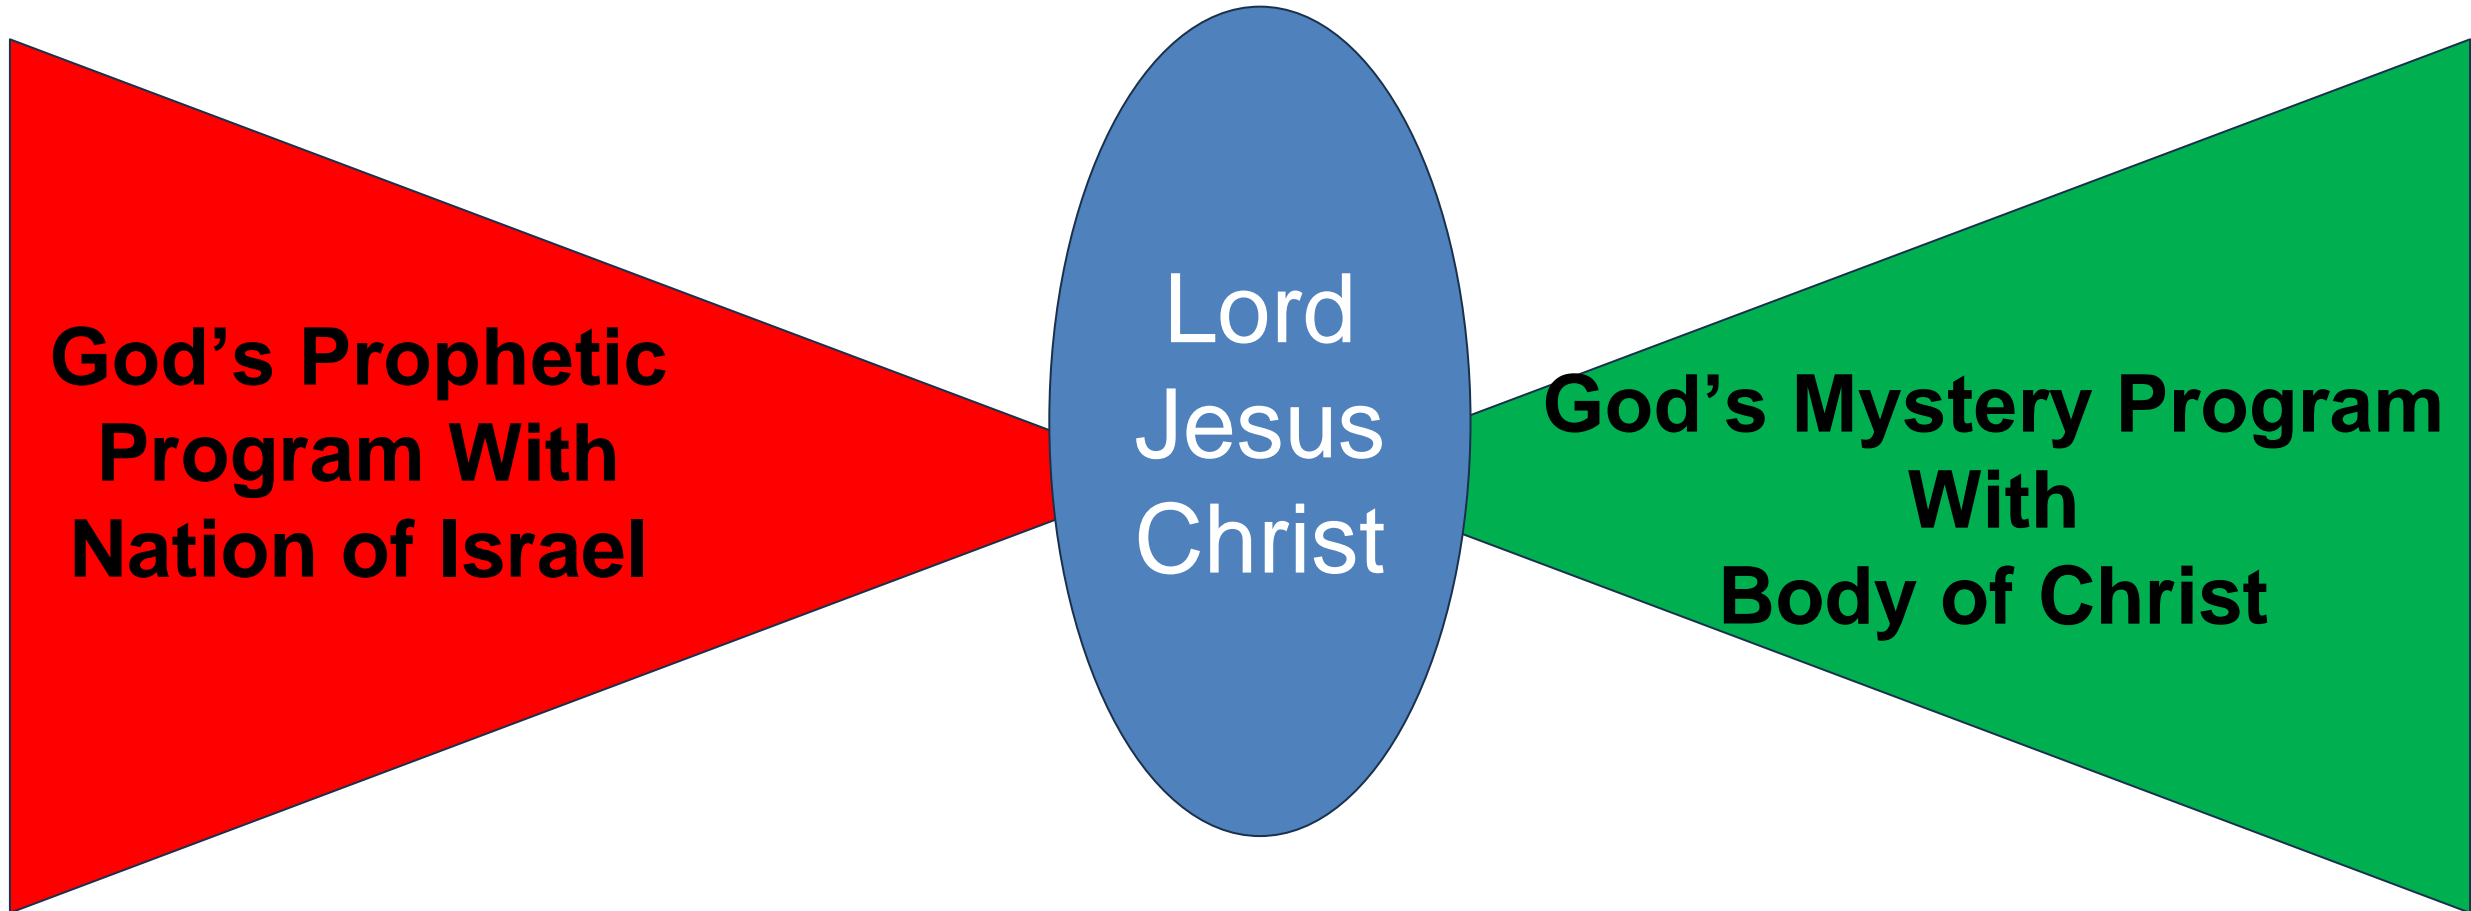 God’s Prophetic
Program With
Nation of Israel
Lord
Jesus
Christ
God’s Mystery Program
With
Body of Christ